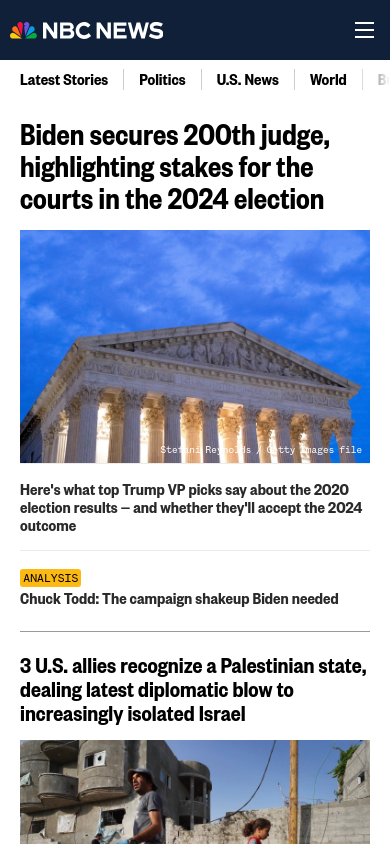 NBC NEWS
Latest Stories
Politics
U.S. News
World
Biden secures 200th judge,
highlighting stakes for the
courts in the 2024 election
Stefani Reynolds / Getty Images file
Here's what top Trump VP picks say about the 2020
election results — and whether they'll accept the 2024
outcome
ANALYSIS
Chuck Todd: The campaign shakeup Biden needed
3 U.S. allies recognize a Palestinian state,
dealing latest diplomatic blow to
increasingly isolated Israel